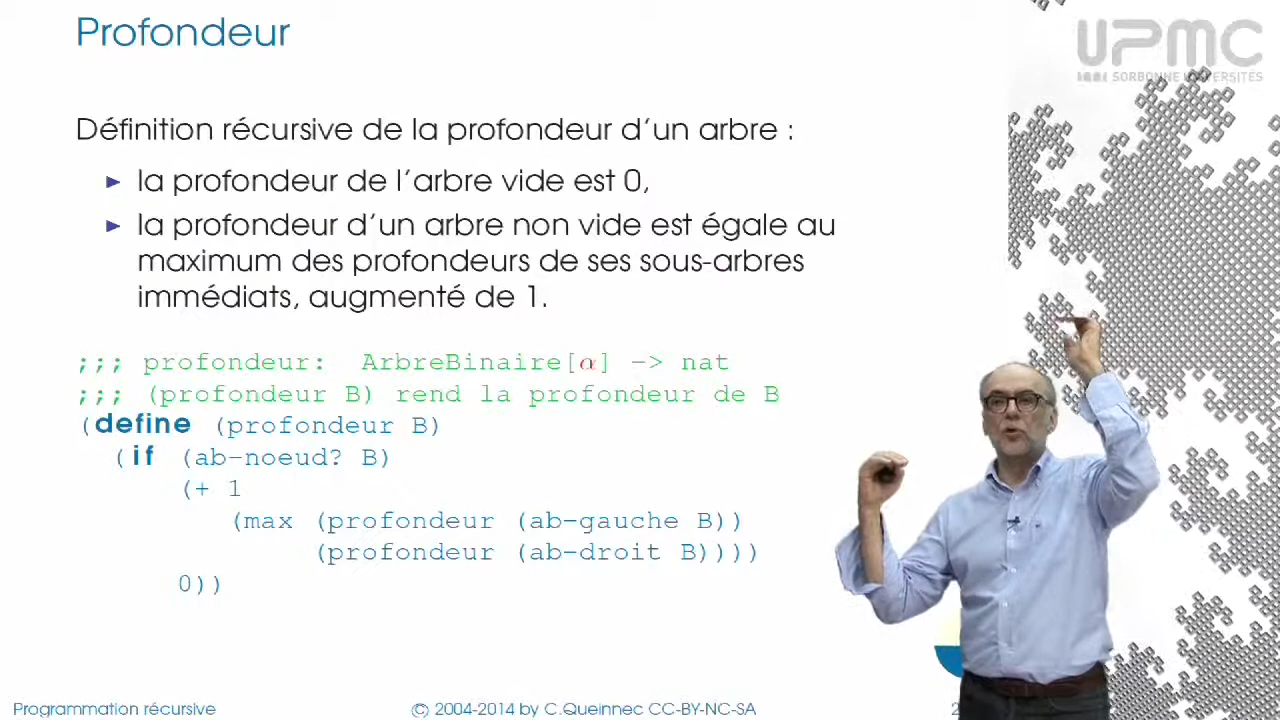 Profondeur
UPMC
SORBONNE UNIVERSITÉS
Définition récursive de la profondeur d'un arbre :
► la profondeur de l'arbre vide est 0,
► la profondeur d'un arbre non vide est égale au
maximum des profondeurs de ses sous-arbres
immédiats, augmenté de 1.
;;; profondeur: ArbreBinaire[α] -> nat
;;; (profondeur B) rend la profondeur de B
(define (profondeur B)
(if (ab-noeud? B)
(+ 1
(max (profondeur (ab-gauche B))
(profondeur (ab-droit B))))
0))
Programmation récursive
© 2004-2014 by C.Queinnec CC-BY-NC-SA